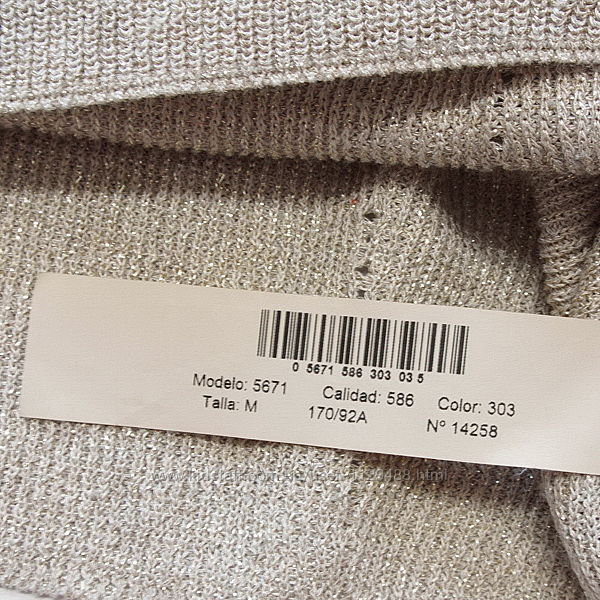 0 5671 586 303 03 5
Modelo: 5671 Calidad: 586 Color: 303
Talla: M 170/92A Nº 14258